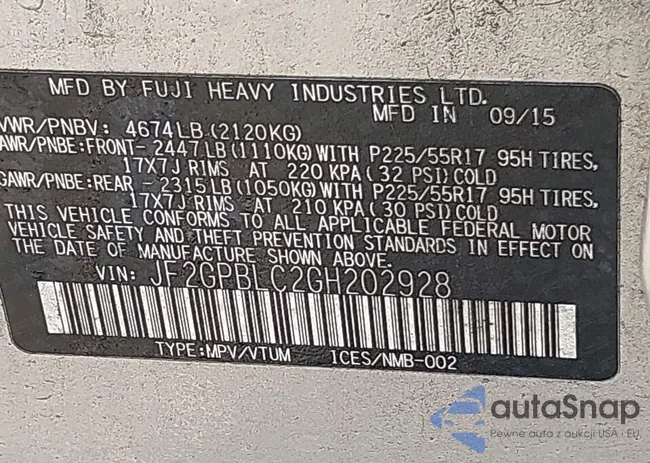 MFD BY FUJI HEAVY INDUSTRIES LTD.
MFD IN 09/15
VWR/PNBV: 4674LB(2120KG)
AWR/PNBE:FRONT-2447LB(1110KG)WITH P225/55R17 95H TIRES,
17X7J RIMS AT 220 KPA(32 PSI)COLD
GAWR/PNBE:REAR -2315LB(1050KG)WITH P225/55R17 95H TIRES,
17X7J RIMS AT 210 KPA(30 PSI)COLD
THIS VEHICLE CONFORMS TO ALL APPLICABLE FEDERAL MOTOR
VEHICLE SAFETY AND THEFT PREVENTION STANDARDS IN EFFECT ON
THE DATE OF MANUFACTURE SHOWN ABOVE.
VIN: JF2GPBLC2GH202928
TYPE:MPV/VTUM ICES/NMB-002
autaSnap
Pewne auta z aukcji USA · EU